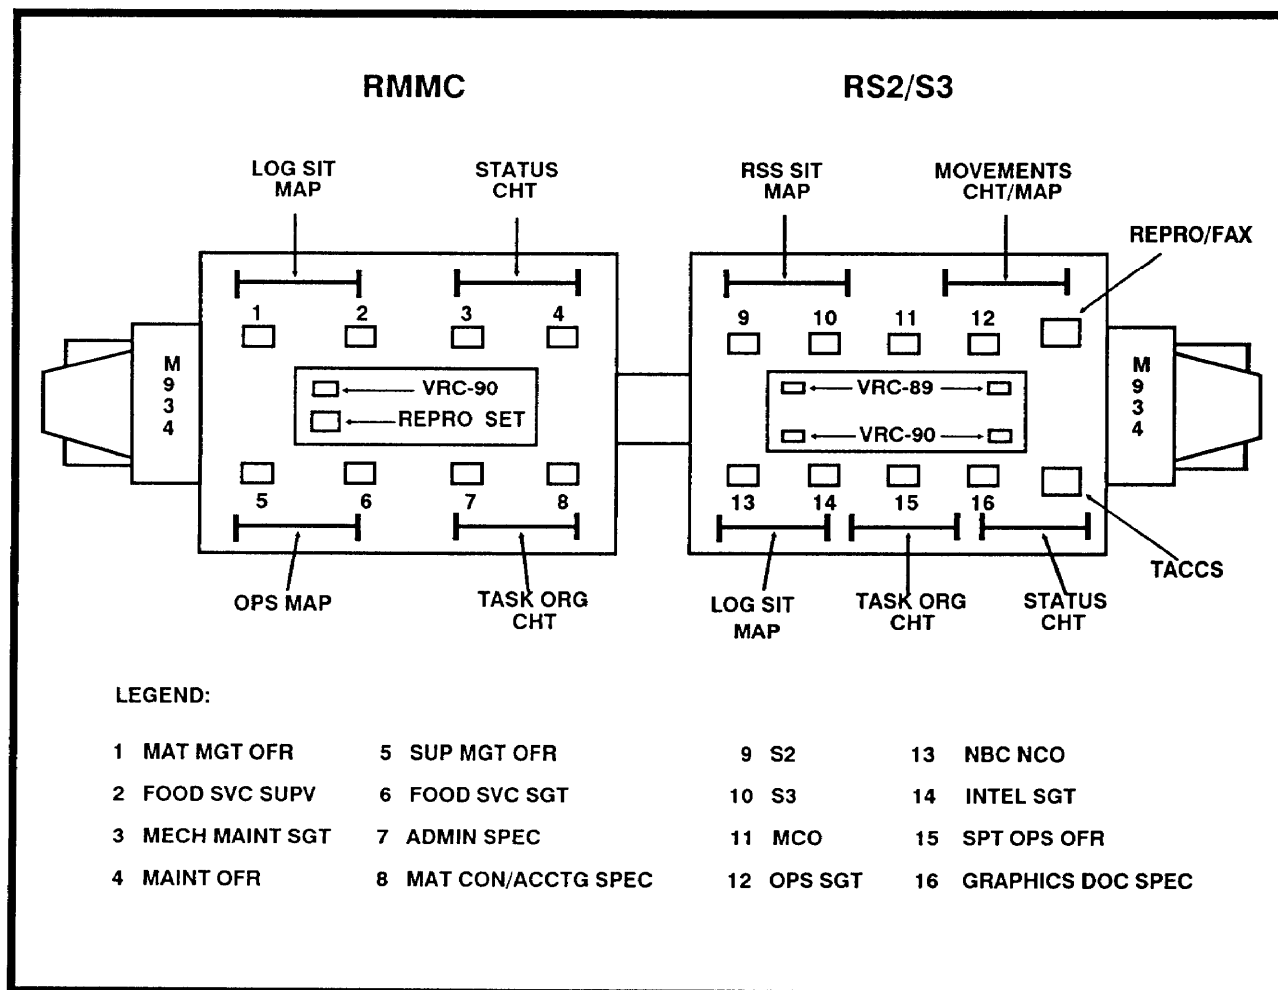 RMMC
RS2/S3
LOG SIT
MAP
STATUS
CHT
RSS SIT
MAP
MOVEMENTS
CHT/MAP
REPRO/FAX
1 2 3 4
9 10 11 12
M
9
3
4
VRC-90
REPRO SET
VRC-89
VRC-90
M
9
3
4
5 6 7 8
13 14 15 16
OPS MAP
TASK ORG
CHT
LOG SIT
MAP
TASK ORG
CHT
STATUS
CHT
TACCS
LEGEND:
1 MAT MGT OFR
2 FOOD SVC SUPV
3 MECH MAINT SGT
4 MAINT OFR
5 SUP MGT OFR
6 FOOD SVC SGT
7 ADMIN SPEC
8 MAT CON/ACCTG SPEC
9 S2
10 S3
11 MCO
12 OPS SGT
13 NBC NCO
14 INTEL SGT
15 SPT OPS OFR
16 GRAPHICS DOC SPEC